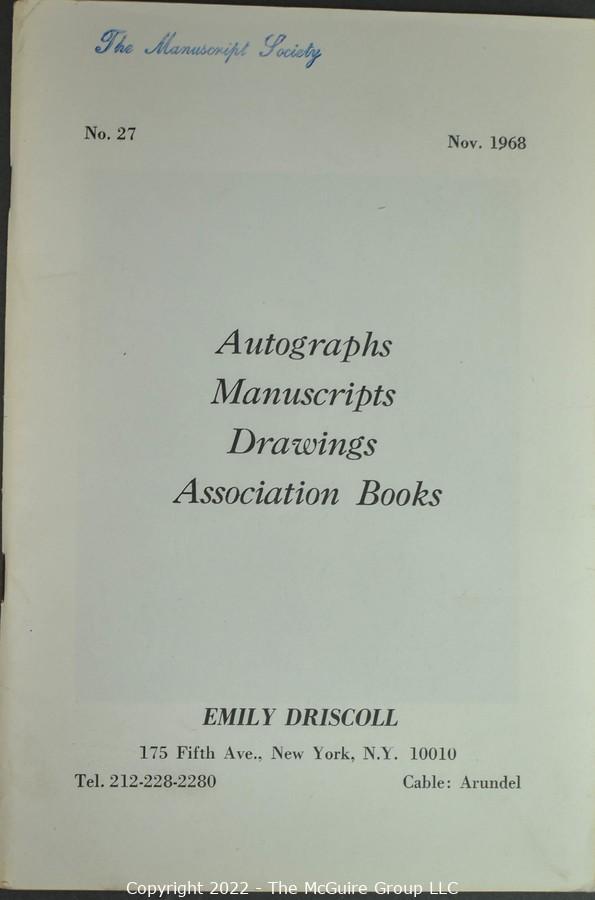 The Manuscript Society
No. 27
Nov. 1968
Autographs
Manuscripts
Drawings
Association Books
EMILY DRISCOLL
175 Fifth Ave., New York, N.Y. 10010
Tel. 212-228-2280
Cable: Arundel
Copyright 2022 - The McGuire Group LLC